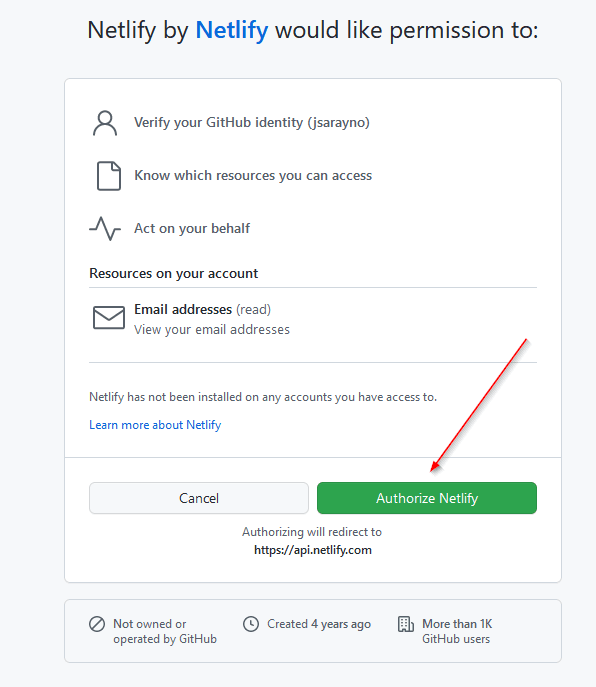 Netlify by Netlify would like permission to:
Verify your GitHub identity (jsarayno)
Know which resources you can access
Act on your behalf
Resources on your account
Email addresses (read)
View your email addresses
Netlify has not been installed on any accounts you have access to.
Learn more about Netlify
Cancel
Authorize Netlify
Authorizing will redirect to
https://api.netlify.com
Not owned or
operated by GitHub
Created 4 years ago
More than 1K
GitHub users